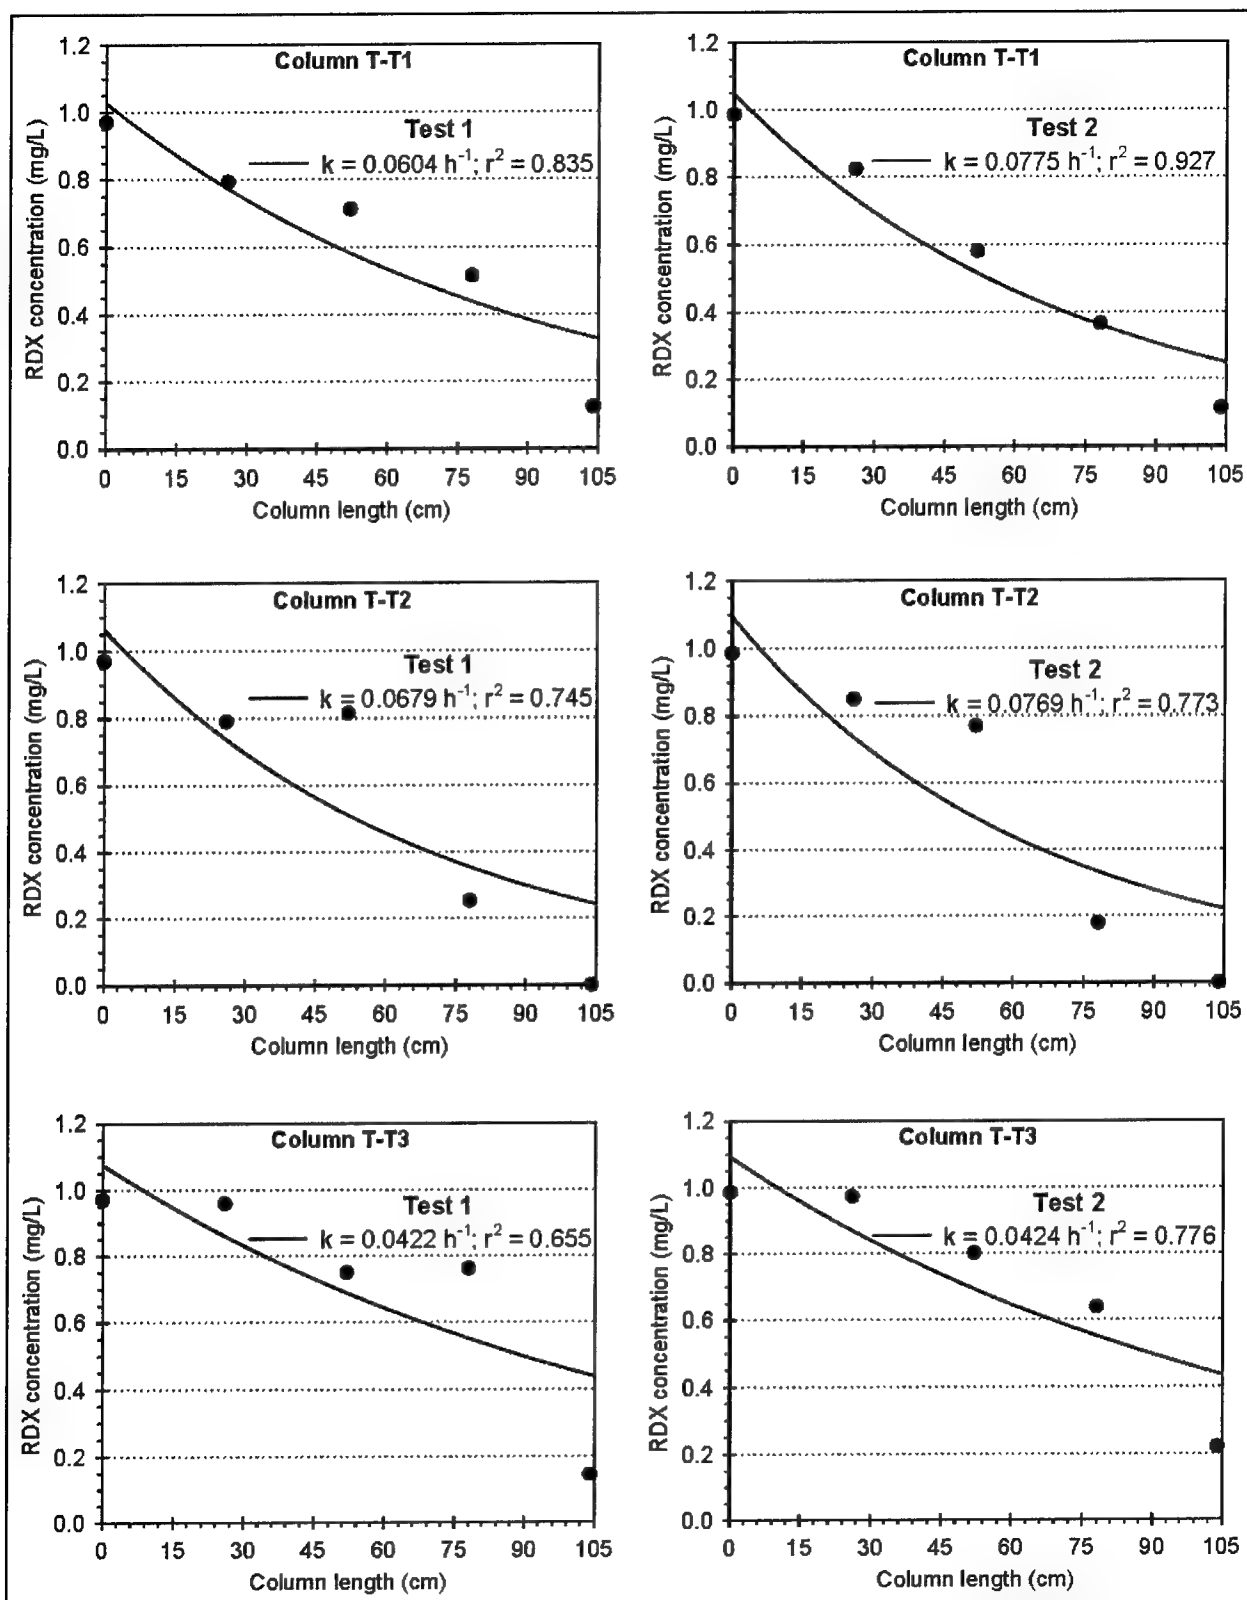 Column T-T1
Test 1
k = 0.0604 h⁻¹; r² = 0.835
RDX concentration (mg/L)
1.2
1.0
0.8
0.6
0.4
0.2
0.0
0 15 30 45 60 75 90 105
Column length (cm)
Column T-T1
Test 2
k = 0.0775 h⁻¹; r² = 0.927
RDX concentration (mg/L)
1.2
1.0
0.8
0.6
0.4
0.2
0.0
0 15 30 45 60 75 90 105
Column length (cm)
Column T-T2
Test 1
k = 0.0679 h⁻¹; r² = 0.745
RDX concentration (mg/L)
1.2
1.0
0.8
0.6
0.4
0.2
0.0
0 15 30 45 60 75 90 105
Column length (cm)
Column T-T2
Test 2
k = 0.0769 h⁻¹; r² = 0.773
RDX concentration (mg/L)
1.2
1.0
0.8
0.6
0.4
0.2
0.0
0 15 30 45 60 75 90 105
Column length (cm)
Column T-T3
Test 1
k = 0.0422 h⁻¹; r² = 0.655
RDX concentration (mg/L)
1.2
1.0
0.8
0.6
0.4
0.2
0.0
0 15 30 45 60 75 90 105
Column length (cm)
Column T-T3
Test 2
k = 0.0424 h⁻¹; r² = 0.776
RDX concentration (mg/L)
1.2
1.0
0.8
0.6
0.4
0.2
0.0
0 15 30 45 60 75 90 105
Column length (cm)